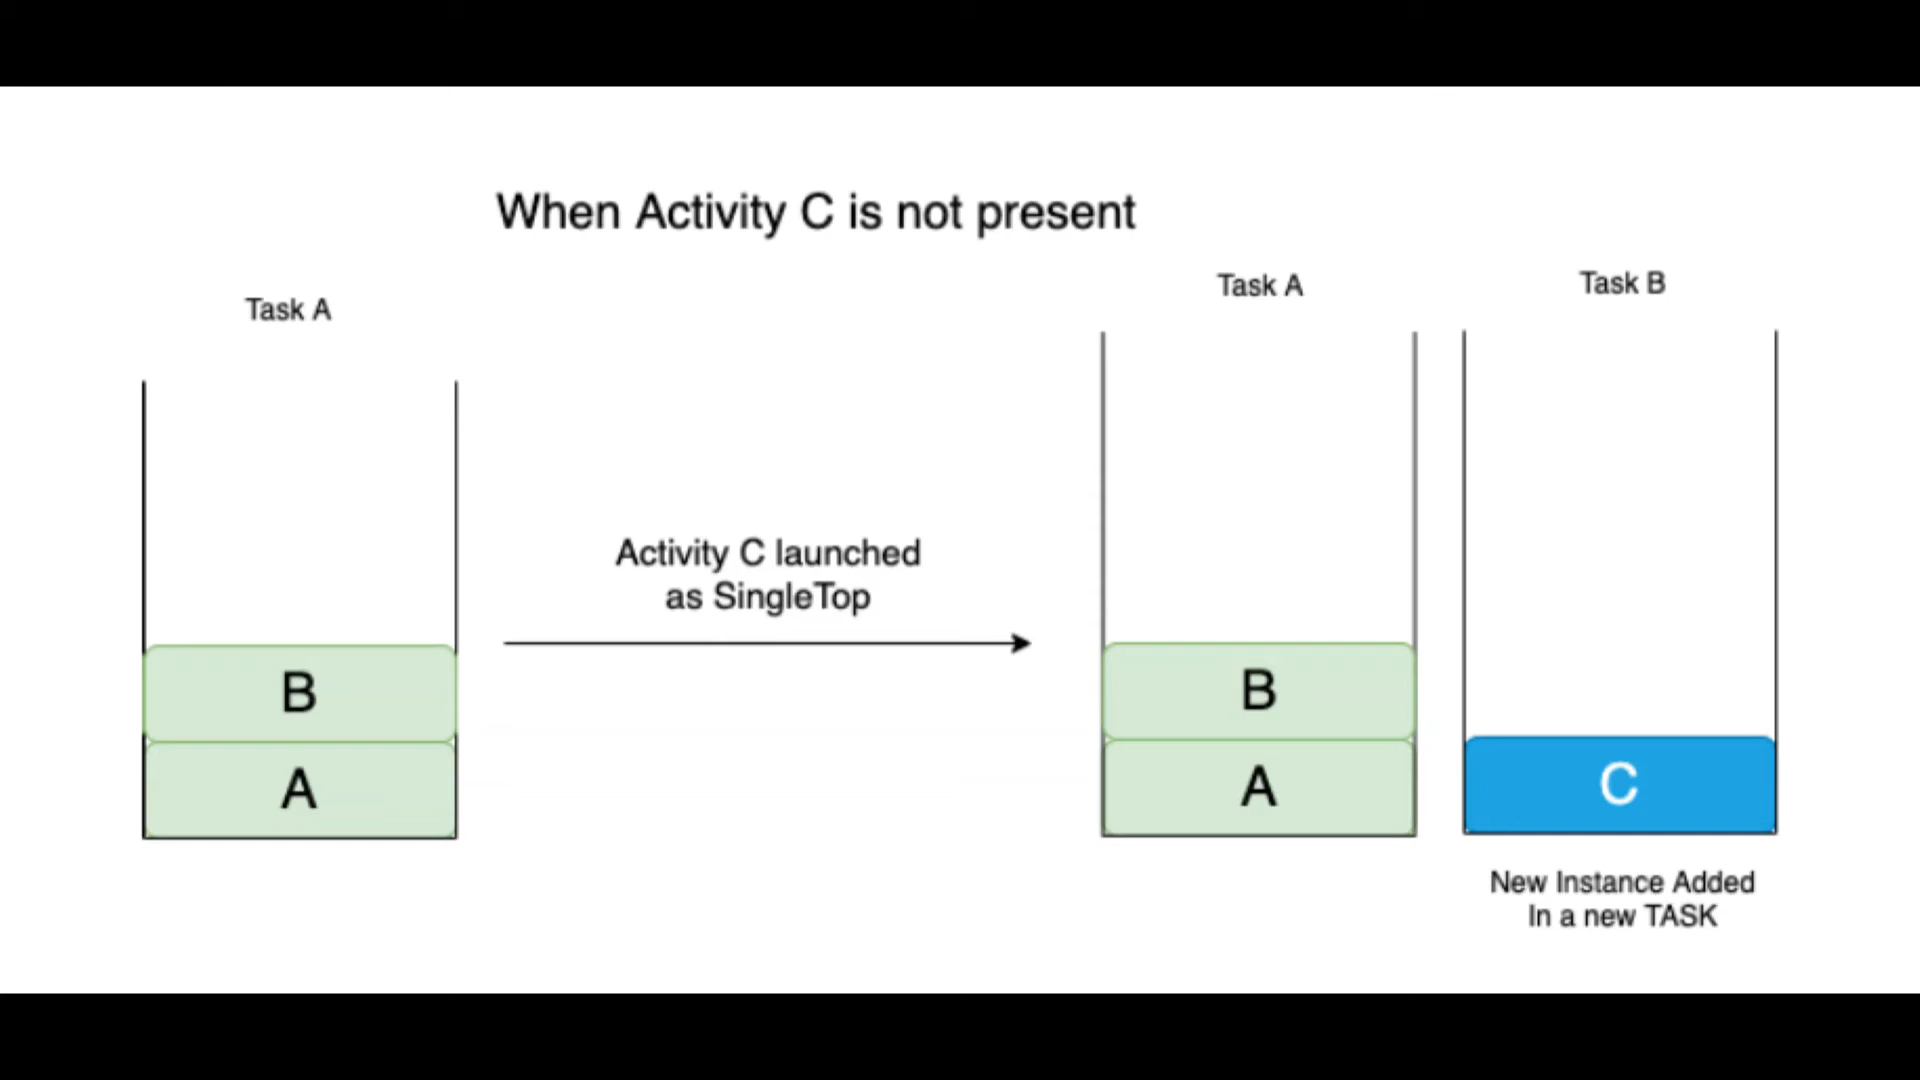 When Activity C is not present
Task A
Task A
Task B
Activity C launched
as SingleTop
B
A
B
A
C
New Instance Added
In a new TASK